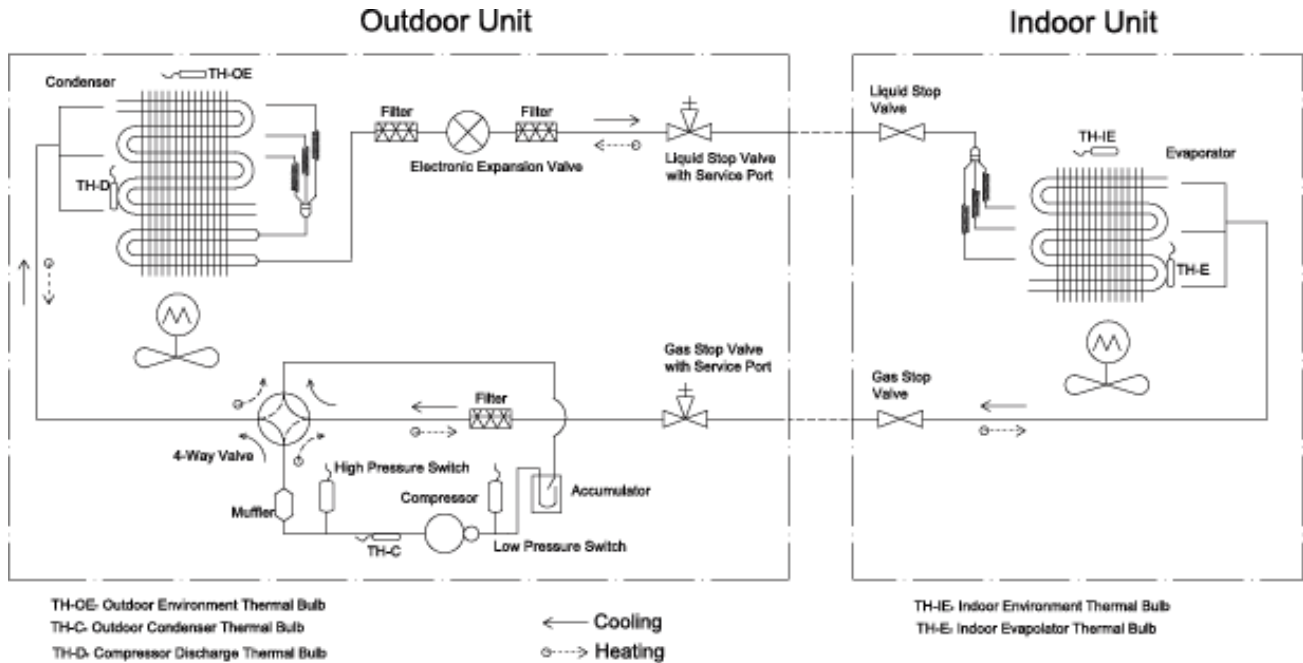 Outdoor Unit
Indoor Unit
Condenser
TH-OE
Filter
Filter
Electronic Expansion Valve
Liquid Stop Valve
with Service Port
Liquid Stop
Valve
TH-IE
Evaporator
TH-D
TH-E
Gas Stop Valve
with Service Port
Gas Stop
Valve
Filter
4-Way Valve
High Pressure Switch
Compressor
Accumulator
Muffler
TH-C
Low Pressure Switch
TH-OE: Outdoor Environment Thermal Bulb
TH-C: Outdoor Condenser Thermal Bulb
TH-D: Compressor Discharge Thermal Bulb
Cooling
Heating
TH-IE: Indoor Environment Thermal Bulb
TH-E: Indoor Evapolator Thermal Bulb